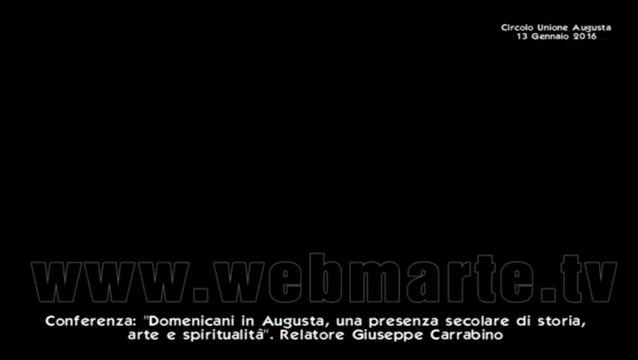 Circolo Unione Augusta
13 Gennaio 2016
www.webmarte.tv
Conferenza: "Domenicani in Augusta, una presenza secolare di storia,
arte e spiritualità". Relatore Giuseppe Carrabino